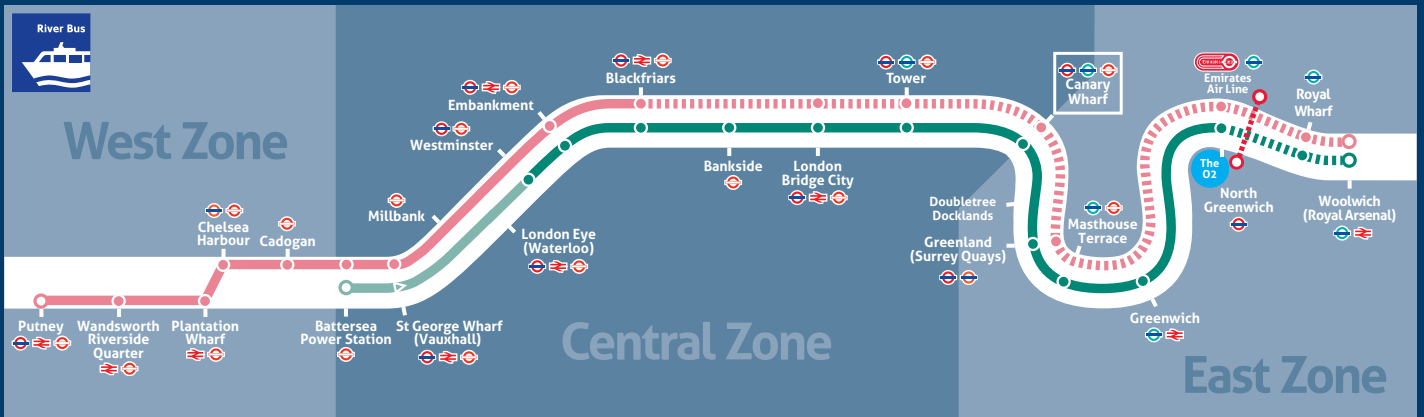 River Bus
West Zone
Putney
Wandsworth
Riverside
Quarter
Plantation
Wharf
Chelsea
Harbour
Cadogan
Battersea
Power Station
St George Wharf
(Vauxhall)
Millbank
Westminster
Embankment
London Eye
(Waterloo)
Blackfriars
Bankside
London
Bridge City
Tower
Central Zone
Canary
Wharf
Doubletree
Docklands
Greenland
(Surrey Quays)
Masthouse
Terrace
Greenwich
Emirates
Air Line
The
O2
North
Greenwich
Royal
Wharf
Woolwich
(Royal Arsenal)
East Zone